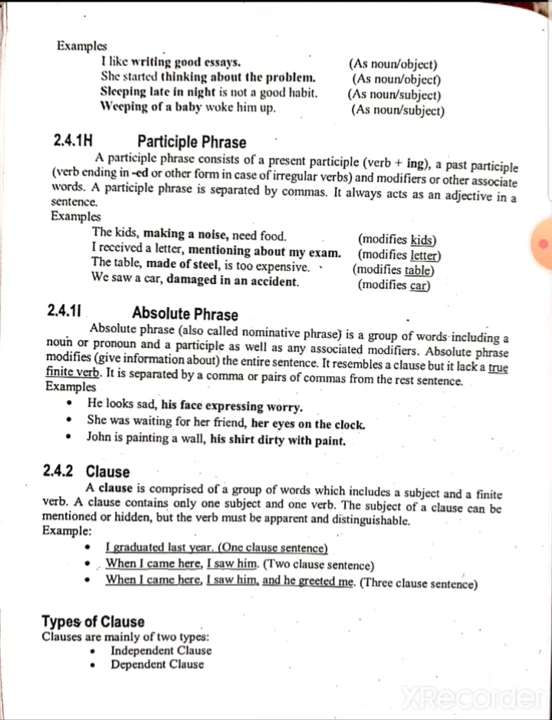 Examples
I like writing good essays. (As noun/object)
She started thinking about the problem. (As noun/object)
Sleeping late in night is not a good habit. (As noun/subject)
Weeping of a baby woke him up. (As noun/subject)
2.4.1H Participle Phrase
A participle phrase consists of a present participle (verb + ing), a past participle
(verb ending in -ed or other form in case of irregular verbs) and modifiers or other associate
words. A participle phrase is separated by commas. It always acts as an adjective in a
sentence.
Examples
The kids, making a noise, need food. (modifies kids)
I received a letter, mentioning about my exam. (modifies letter)
The table, made of steel, is too expensive. (modifies table)
We saw a car, damaged in an accident. (modifies car)
2.4.1I Absolute Phrase
Absolute phrase (also called nominative phrase) is a group of words including a
noun or pronoun and a participle as well as any associated modifiers. Absolute phrase
modifies (give information about) the entire sentence. It resembles a clause but it lack a true
finite verb. It is separated by a comma or pairs of commas from the rest sentence.
Examples
• He looks sad, his face expressing worry.
• She was waiting for her friend, her eyes on the clock.
• John is painting a wall, his shirt dirty with paint.
2.4.2 Clause
A clause is comprised of a group of words which includes a subject and a finite
verb. A clause contains only one subject and one verb. The subject of a clause can be
mentioned or hidden, but the verb must be apparent and distinguishable.
Example:
• I graduated last year. (One clause sentence)
• When I came here, I saw him. (Two clause sentence)
• When I came here, I saw him, and he greeted me. (Three clause sentence)
Types of Clause
Clauses are mainly of two types:
• Independent Clause
• Dependent Clause
XRecorder